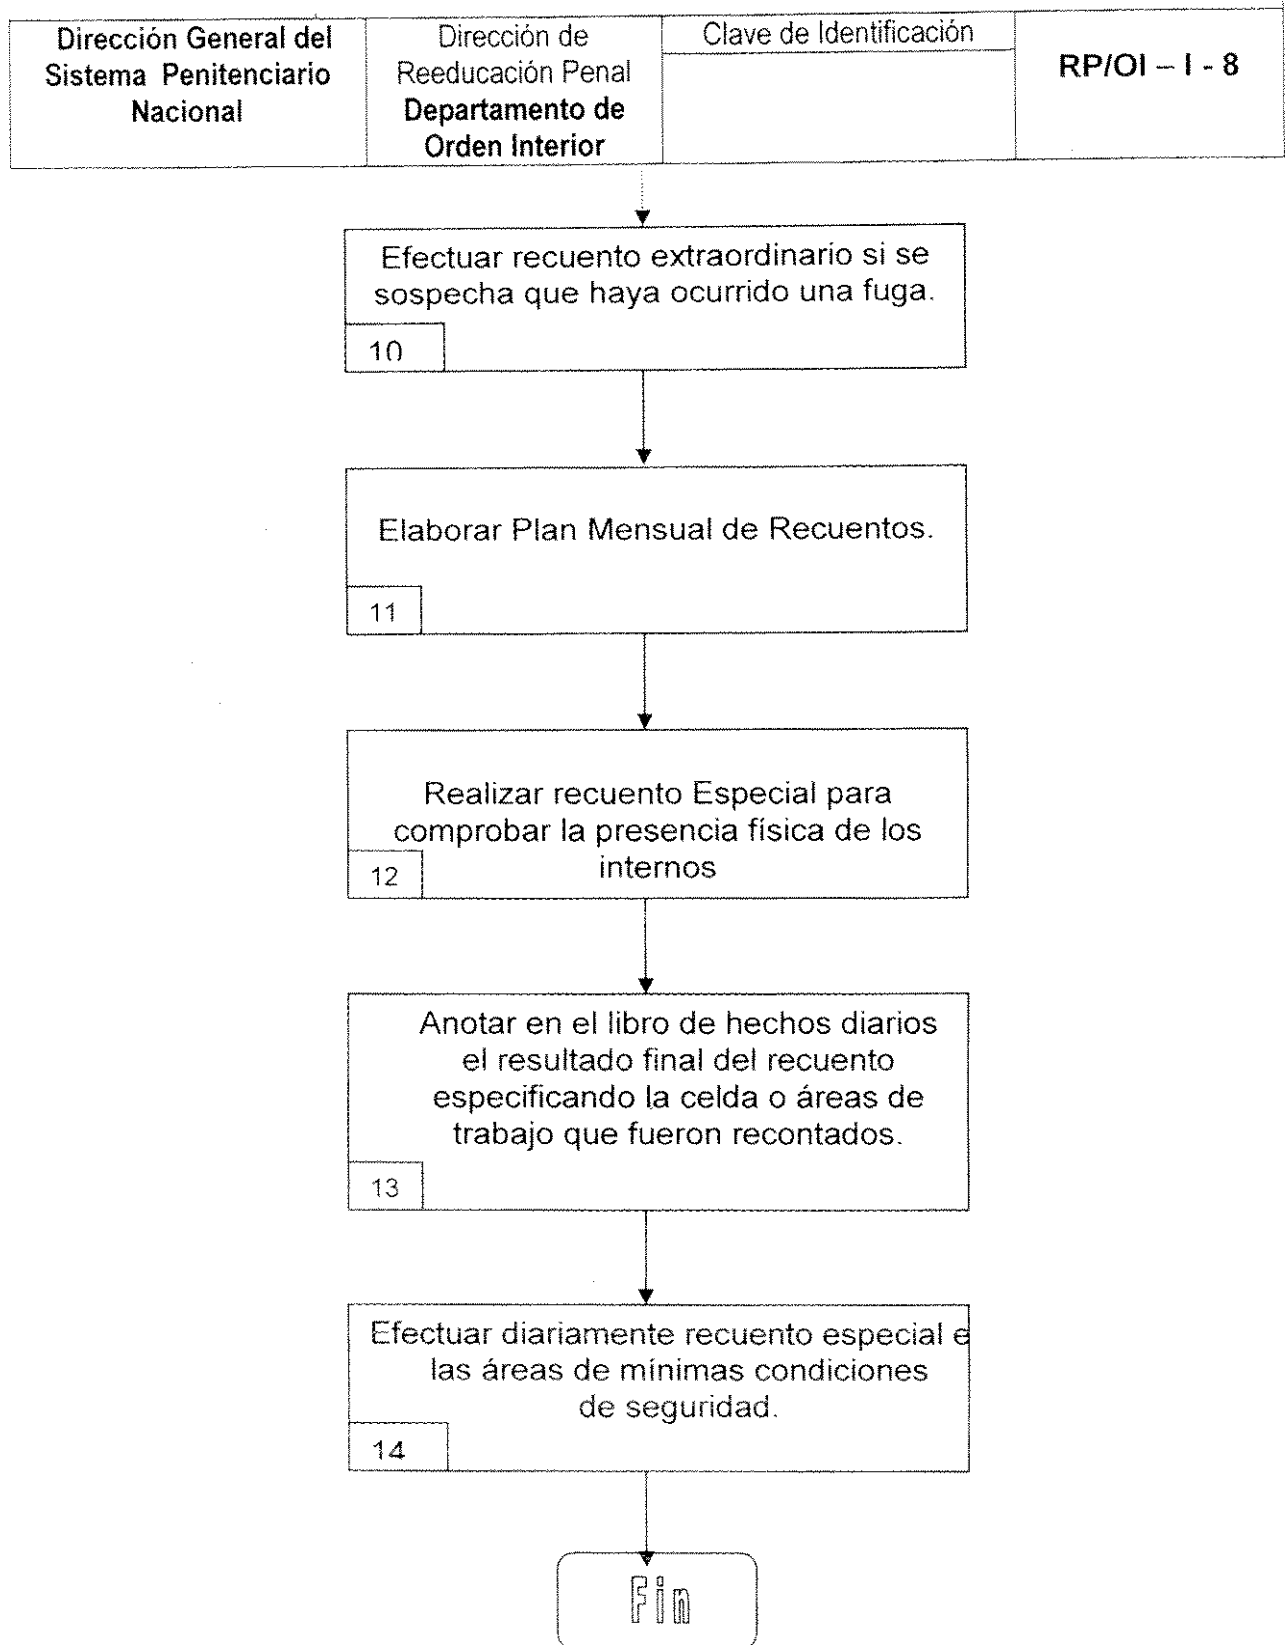 Dirección General del
Sistema Penitenciario
Nacional
Dirección de
Reeducación Penal
Departamento de
Orden Interior
Clave de Identificación
RP/OI – I - 8
Efectuar recuento extraordinario si se
sospecha que haya ocurrido una fuga.
10
Elaborar Plan Mensual de Recuentos.
11
Realizar recuento Especial para
comprobar la presencia física de los
internos
12
Anotar en el libro de hechos diarios
el resultado final del recuento
especificando la celda o áreas de
trabajo que fueron recontados.
13
Efectuar diariamente recuento especial e
las áreas de mínimas condiciones
de seguridad.
14
Fin